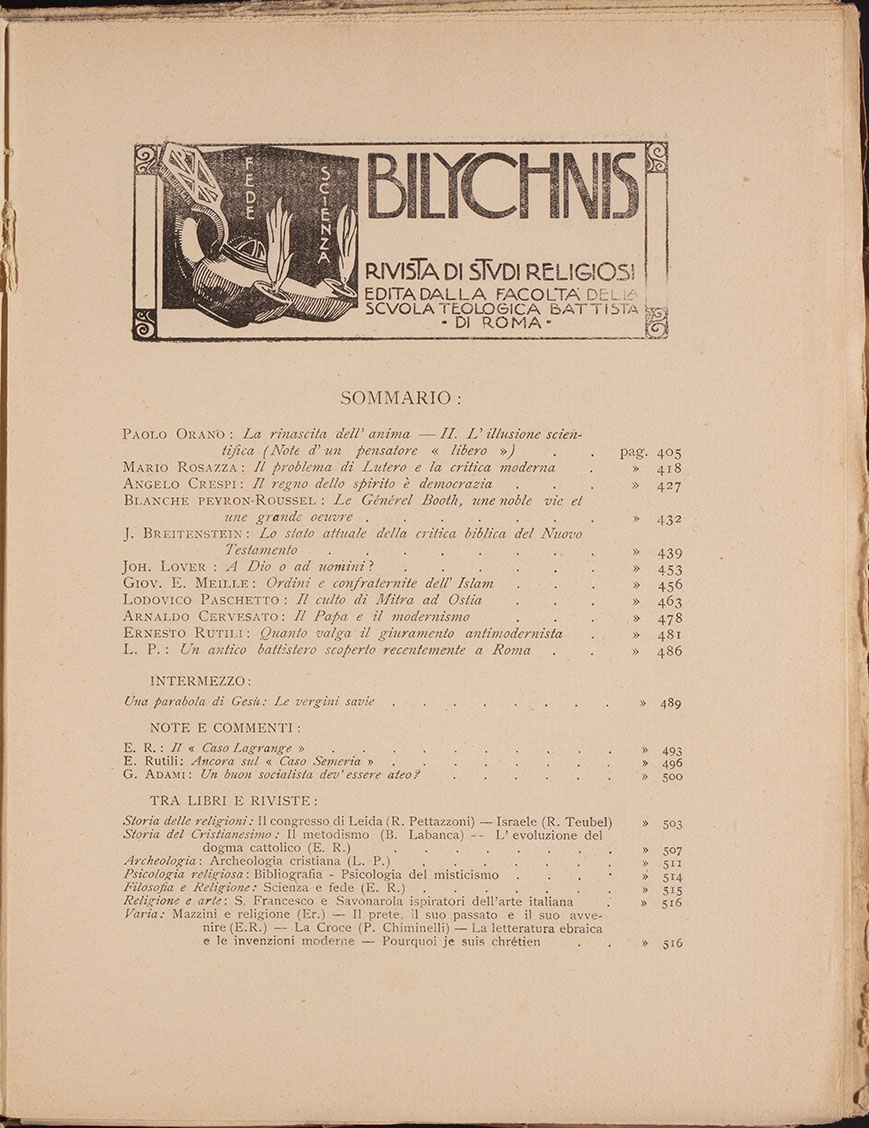 FEDE
SCIENZA
BILYCHNIS
RIVISTA DI STVDI RELIGIOSI
EDITA DALLA FACOLTA' DELLA
SCVOLA TEOLOGICA BATTISTA
- DI ROMA -
SOMMARIO :
PAOLO ORANO : La rinascita dell' anima — II. L' illusione scien-
tifica (Note d' un pensatore « libero ») . . pag. 405
MARIO ROSAZZA : Il problema di Lutero e la critica moderna . » 418
ANGELO CRESPI : Il regno dello spirito è democrazia . . . » 427
BLANCHE PEYRON-ROUSSEL : Le Générel Booth, une noble vie et
une grande oeuvre . . . . . . . » 432
J. BREITENSTEIN : Lo stato attuale della critica biblica del Nuovo
Testamento . . . . . . . . » 439
JOH. LOVER : A Dio o ad uomini ? . . . . . . » 453
GIOV. E. MEILLE : Ordini e confraternite dell' Islam . . . » 456
LODOVICO PASCHETTO : Il culto di Mitra ad Ostia . . . » 463
ARNALDO CERVESATO : Il Papa e il modernismo . . . » 478
ERNESTO RUTILI : Quanto valga il giuramento antimodernista . » 481
L. P. : Un antico battistero scoperto recentemente a Roma . . » 486
INTERMEZZO :
Una parabola di Gesù : Le vergini savie . . . . . . . » 489
NOTE E COMMENTI :
E. R. : Il « Caso Lagrange » . . . . . . . . » 493
E. Rutili: Ancora sul « Caso Semeria » . . . . . . » 496
G. ADAMI : Un buon socialista dev' essere ateo ? . . . . . » 500
TRA LIBRI E RIVISTE :
Storia delle religioni : Il congresso di Leida (R. Pettazzoni) — Israele (R. Teubel) » 503
Storia del Cristianesimo : Il metodismo (B. Labanca) -- L' evoluzione del
dogma cattolico (E. R.) . . . . . . . » 507
Archeologia : Archeologia cristiana (L. P.) . . . . . . » 511
Psicologia religiosa : Bibliografia - Psicologia del misticismo . . . . » 514
Filosofia e Religione : Scienza e fede (E. R.) . . . . . . » 515
Religione e arte : S. Francesco e Savonarola ispiratori dell'arte italiana . » 516
Varia : Mazzini e religione (Er.) — Il prete, il suo passato e il suo avve-
nire (E.R.) — La Croce (P. Chiminelli) — La letteratura ebraica
e le invenzioni moderne — Pourquoi je suis chrétien . . » 516